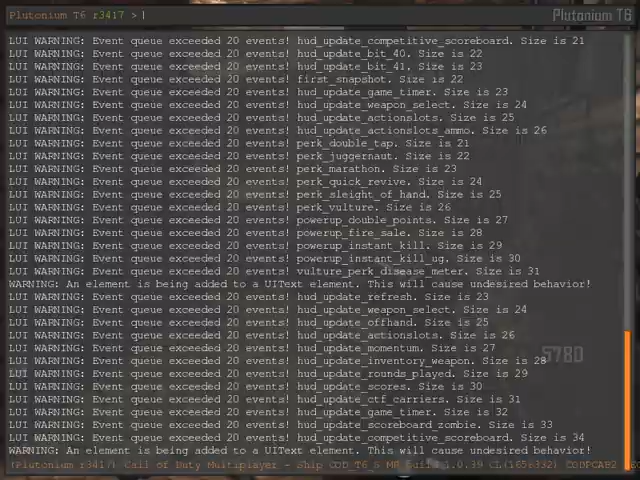 Plutonium T6 r3417 > Plutonium T6
LUI WARNING: Event queue exceeded 20 events! hud_update_competitive_scoreboard. Size is 21
LUI WARNING: Event queue exceeded 20 events! hud_update_bit_40. Size is 22
LUI WARNING: Event queue exceeded 20 events! hud_update_bit_41. Size is 23
LUI WARNING: Event queue exceeded 20 events! first_snapshot. Size is 22
LUI WARNING: Event queue exceeded 20 events! hud_update_game_timer. Size is 23
LUI WARNING: Event queue exceeded 20 events! hud_update_weapon_select. Size is 24
LUI WARNING: Event queue exceeded 20 events! hud_update_actionslots. Size is 25
LUI WARNING: Event queue exceeded 20 events! hud_update_actionslots_ammo. Size is 26
LUI WARNING: Event queue exceeded 20 events! perk_double_tap. Size is 21
LUI WARNING: Event queue exceeded 20 events! perk_juggernaut. Size is 22
LUI WARNING: Event queue exceeded 20 events! perk_marathon. Size is 23
LUI WARNING: Event queue exceeded 20 events! perk_quick_revive. Size is 24
LUI WARNING: Event queue exceeded 20 events! perk_sleight_of_hand. Size is 25
LUI WARNING: Event queue exceeded 20 events! perk_vulture. Size is 26
LUI WARNING: Event queue exceeded 20 events! powerup_double_points. Size is 27
LUI WARNING: Event queue exceeded 20 events! powerup_fire_sale. Size is 28
LUI WARNING: Event queue exceeded 20 events! powerup_instant_kill. Size is 29
LUI WARNING: Event queue exceeded 20 events! powerup_instant_kill_ug. Size is 30
LUI WARNING: Event queue exceeded 20 events! vulture_perk_disease_meter. Size is 31
WARNING: An element is being added to a UIText element. This will cause undesired behavior!
LUI WARNING: Event queue exceeded 20 events! hud_update_refresh. Size is 23
LUI WARNING: Event queue exceeded 20 events! hud_update_weapon_select. Size is 24
LUI WARNING: Event queue exceeded 20 events! hud_update_offhand. Size is 25
LUI WARNING: Event queue exceeded 20 events! hud_update_actionslots. Size is 26
LUI WARNING: Event queue exceeded 20 events! hud_update_momentum. Size is 27
LUI WARNING: Event queue exceeded 20 events! hud_update_inventory_weapon. Size is 28
5780
LUI WARNING: Event queue exceeded 20 events! hud_update_rounds_played. Size is 29
LUI WARNING: Event queue exceeded 20 events! hud_update_scores. Size is 30
LUI WARNING: Event queue exceeded 20 events! hud_update_ctf_carriers. Size is 31
LUI WARNING: Event queue exceeded 20 events! hud_update_game_timer. Size is 32
LUI WARNING: Event queue exceeded 20 events! hud_update_scoreboard_zombie. Size is 33
LUI WARNING: Event queue exceeded 20 events! hud_update_competitive_scoreboard. Size is 34
WARNING: An element is being added to a UIText element. This will cause undesired behavior!
(Plutonium r3417) Call of Duty Multiplayer - Ship COD_T6_S MP build 1.0.39 CL(1658332) CODPCAB2